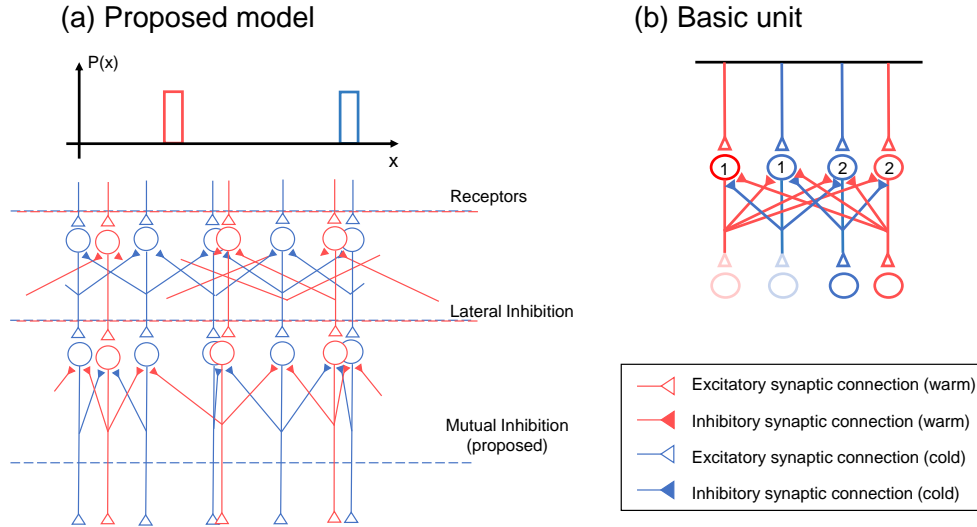 (a) Proposed model
(b) Basic unit
P(x)
x
Receptors
Lateral Inhibition
Mutual Inhibition
(proposed)
1
1
2
2
Excitatory synaptic connection (warm)
Inhibitory synaptic connection (warm)
Excitatory synaptic connection (cold)
Inhibitory synaptic connection (cold)